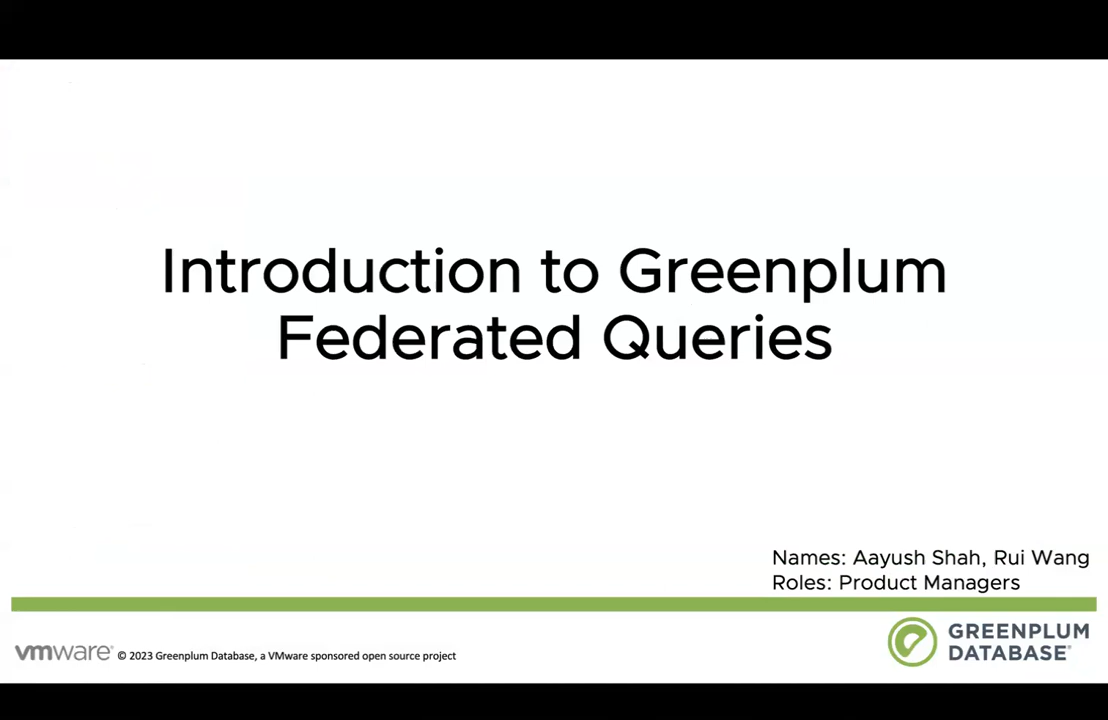 Introduction to Greenplum
Federated Queries
Names: Aayush Shah, Rui Wang
Roles: Product Managers
vmware® © 2023 Greenplum Database, a VMware sponsored open source project
GREENPLUM
DATABASE®